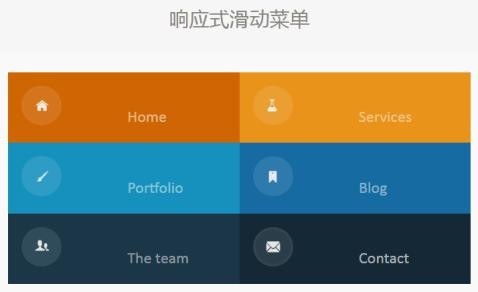 响应式滑动菜单
Home
Services
Portfolio
Blog
The team
Contact